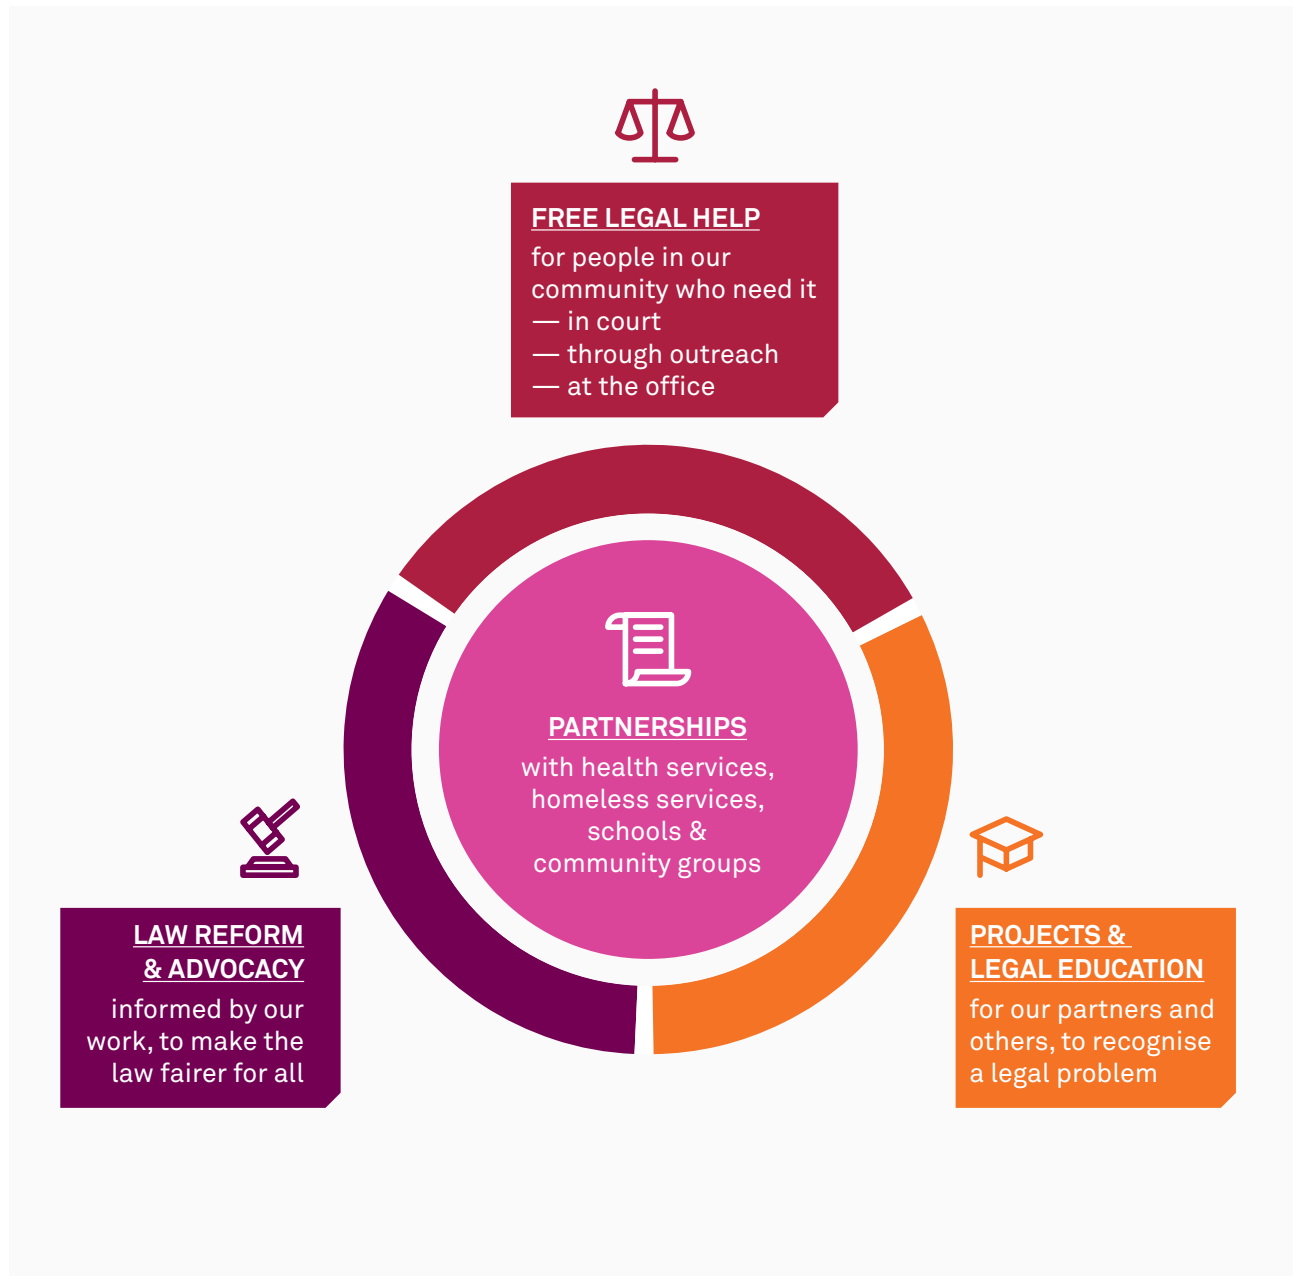 FREE LEGAL HELP
for people in our
community who need it
— in court
— through outreach
— at the office
PARTNERSHIPS
with health services,
homeless services,
schools &
community groups
LAW REFORM
& ADVOCACY
informed by our
work, to make the
law fairer for all
PROJECTS &
LEGAL EDUCATION
for our partners and
others, to recognise
a legal problem